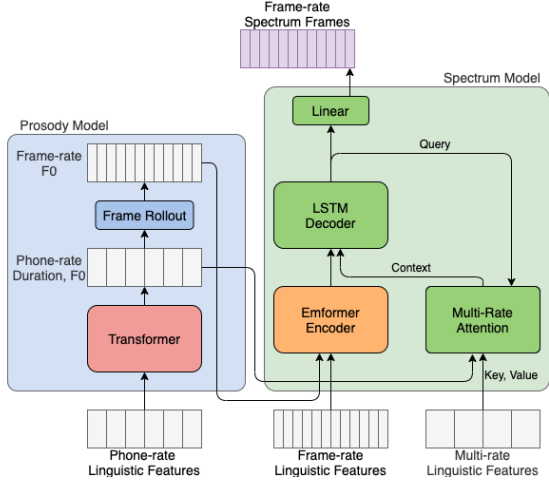 Frame-rate
Spectrum Frames
Spectrum Model
Linear
Prosody Model
Frame-rate
F0
Query
Frame Rollout
LSTM
Decoder
Phone-rate
Duration, F0
Context
Transformer
Emformer
Encoder
Multi-Rate
Attention
Key, Value
Phone-rate
Linguistic Features
Frame-rate
Linguistic Features
Multi-rate
Linguistic Features